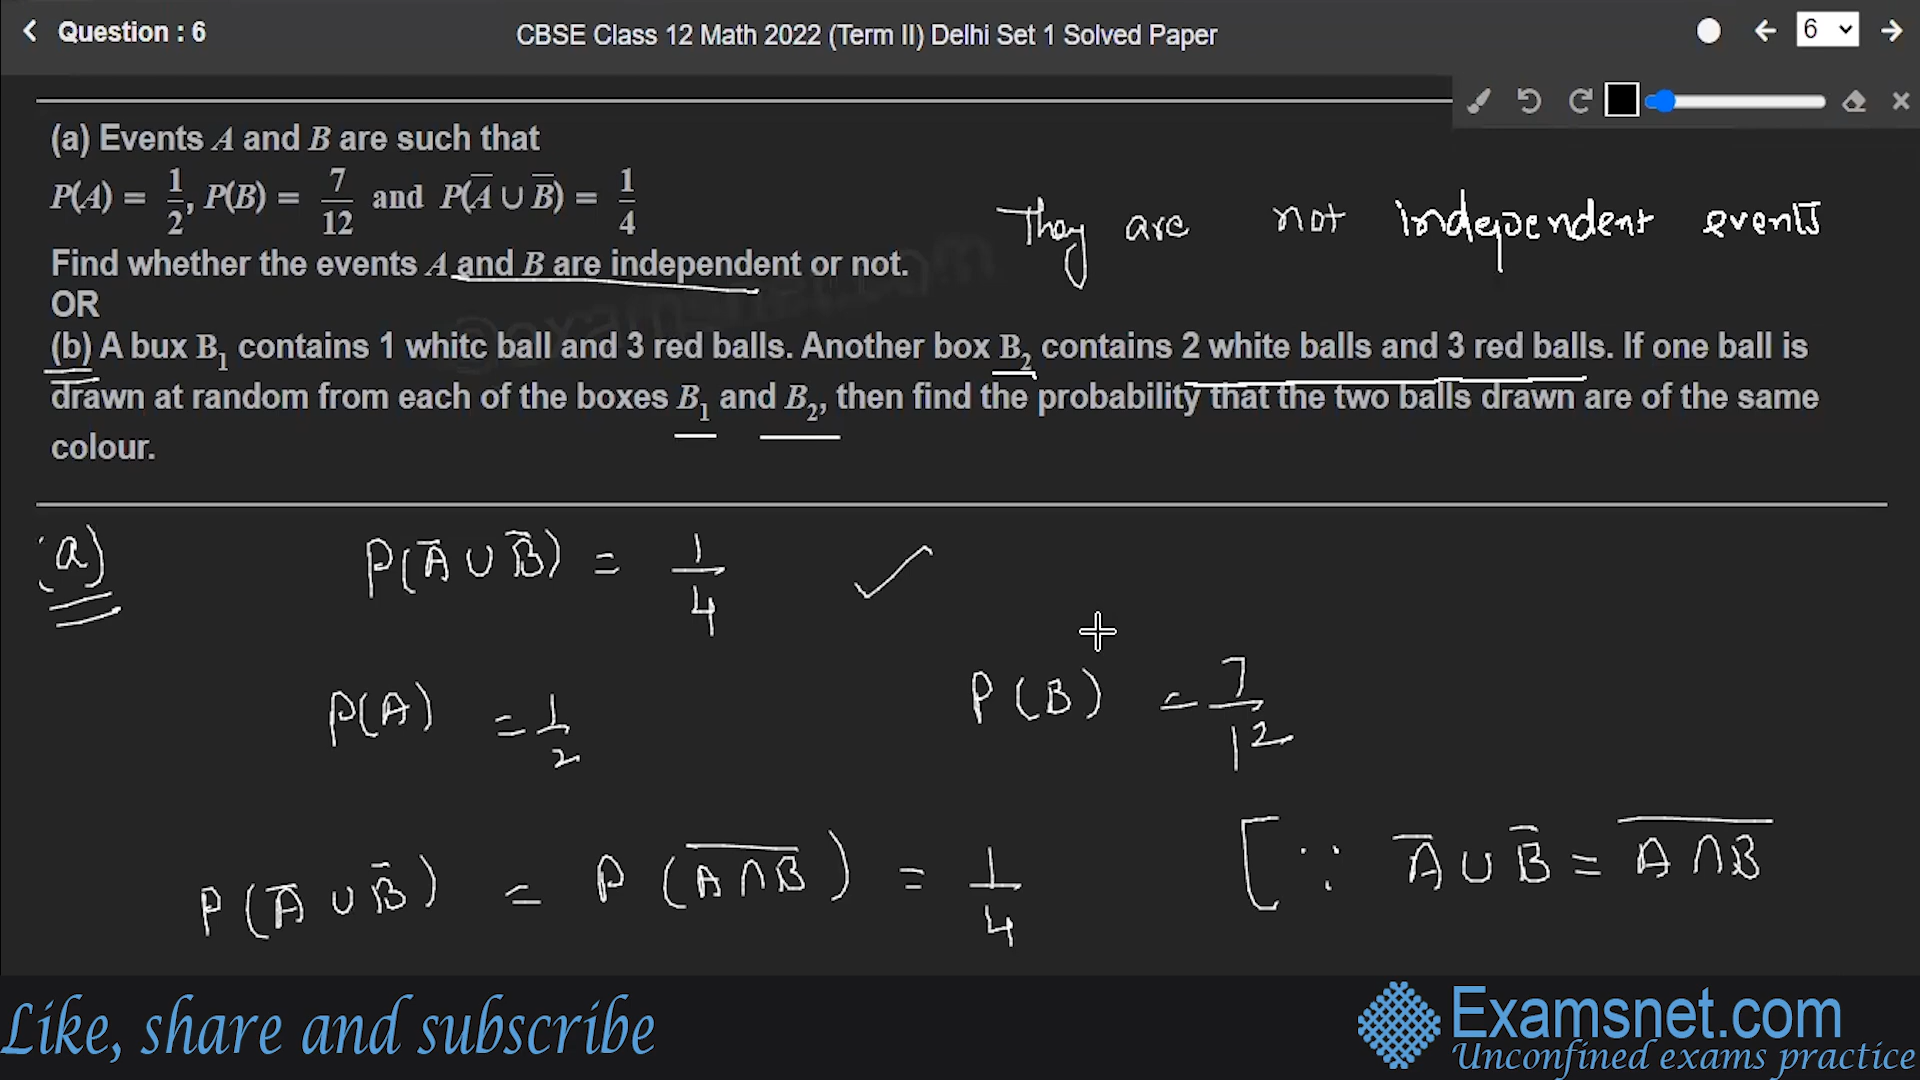 Question : 6
CBSE Class 12 Math 2022 (Term II) Delhi Set 1 Solved Paper
6
(a) Events A and B are such that
P(A) = 1/2, P(B) = 7/12 and P(A̅ ∪ B̅) = 1/4
They are not independent events
Find whether the events A and B are independent or not.
OR
(b) A bux B₁ contains 1 whitc ball and 3 red balls. Another box B₂ contains 2 white balls and 3 red balls. If one ball is
drawn at random from each of the boxes B₁ and B₂, then find the probability that the two balls drawn are of the same
colour.
@examsnet.com
(a) P(A̅ ∪ B̅) = 1/4 ✓
P(A) = 1/2 P(B) = 7/12
P(A̅ ∪ B̅) = P(A̅∩̅B̅) = 1/4 [∵ A̅ ∪ B̅ = A̅∩̅B̅
Like, share and subscribe
Examsnet.com
Unconfined exams practice